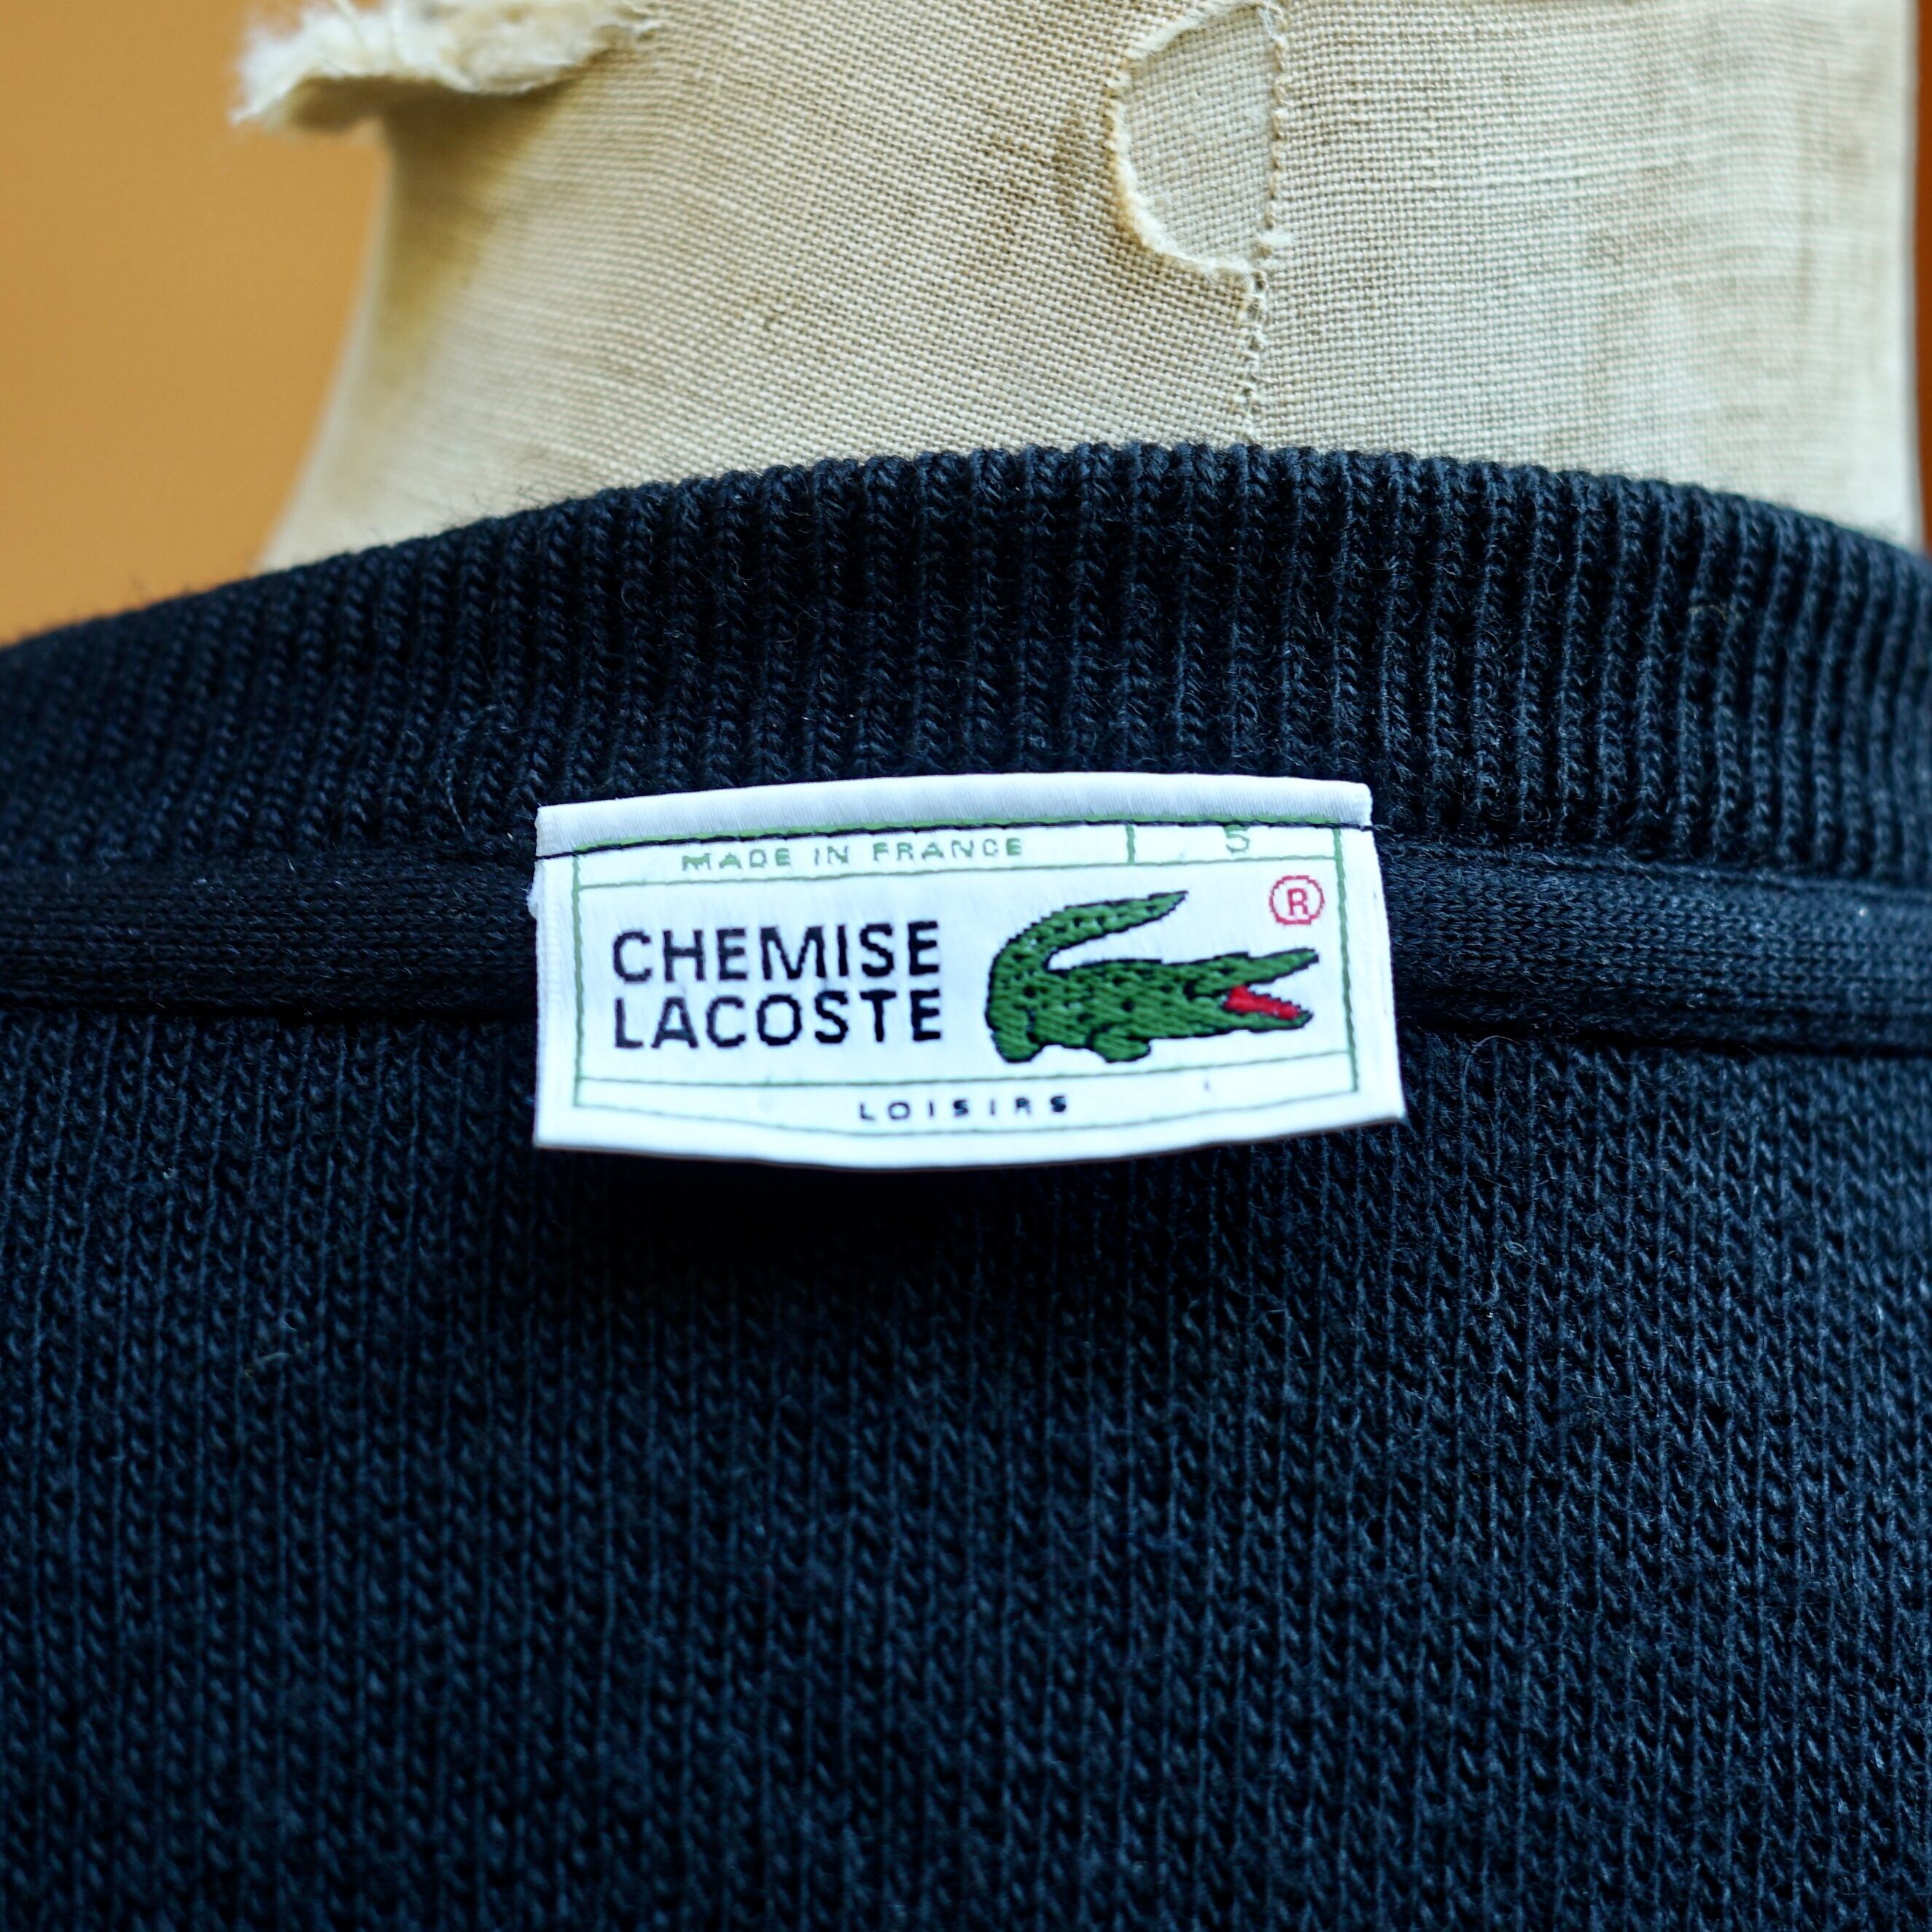 MADE IN FRANCE 5
®
CHEMISE
LACOSTE
LOISIRS